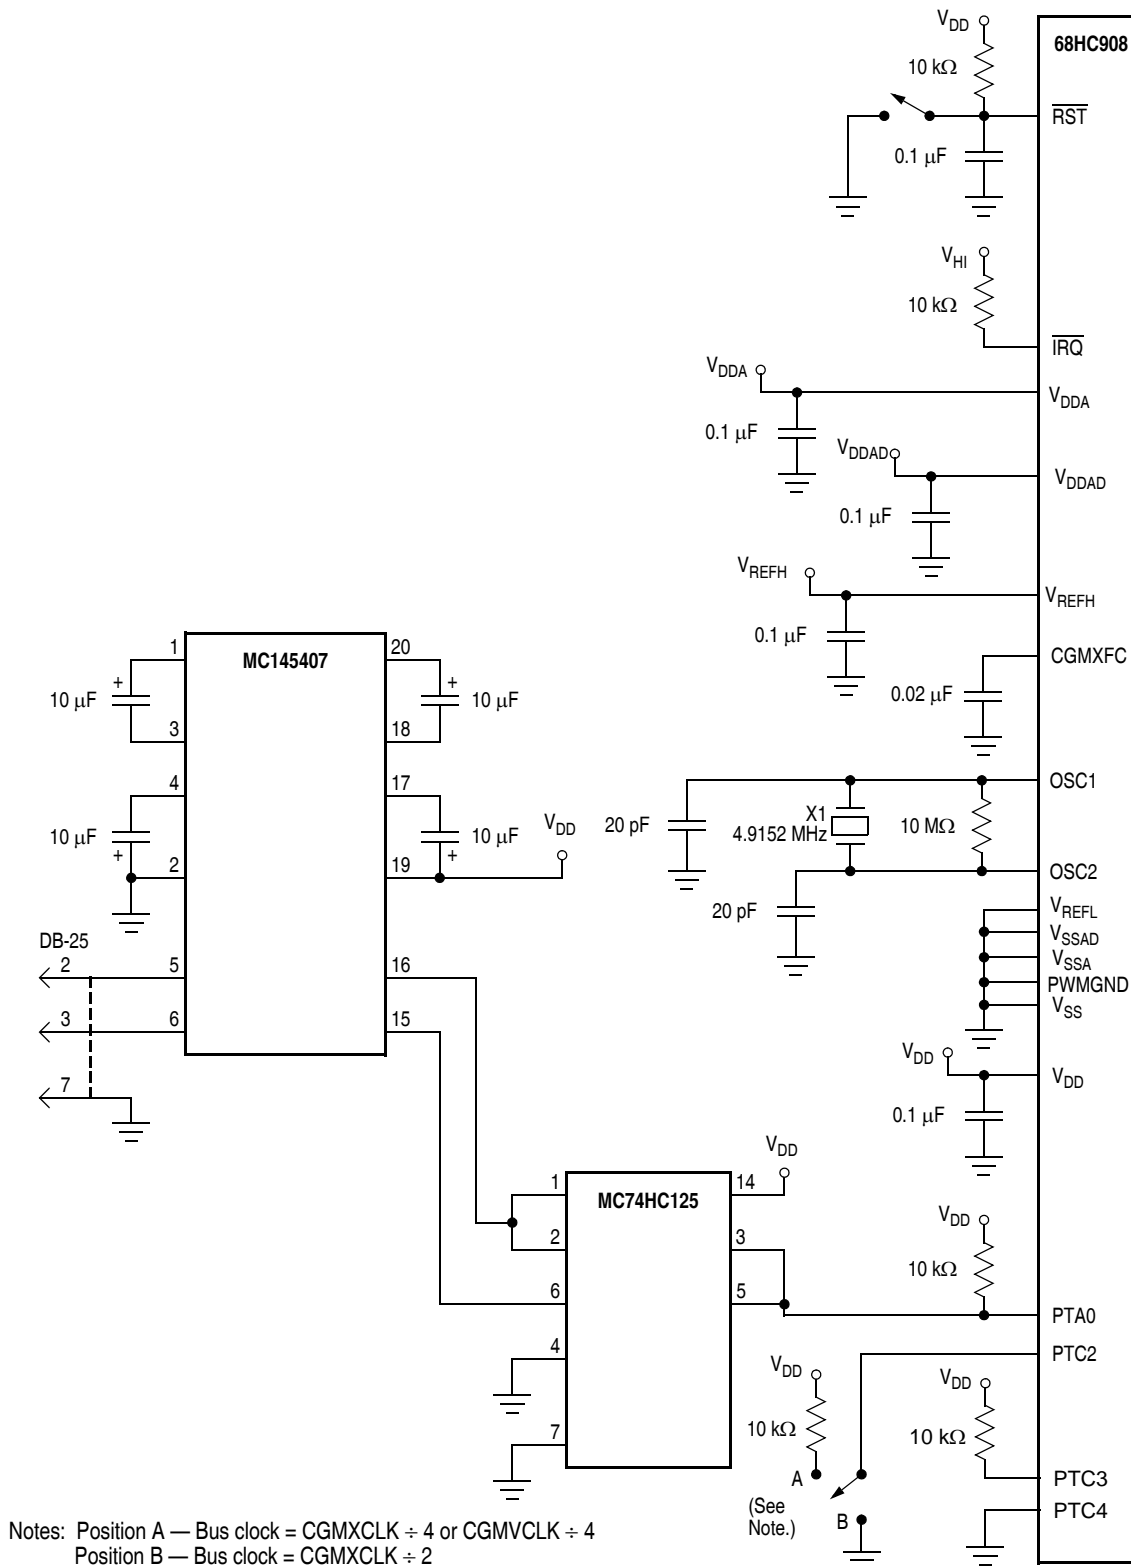 V_DD
68HC908
10 kΩ
RST
0.1 µF
V_HI
10 kΩ
IRQ
V_DDA
V_DDA
0.1 µF
V_DDAD
V_DDAD
0.1 µF
V_REFH
V_REFH
0.1 µF
CGMXFC
0.02 µF
MC145407
1
20
+
10 µF
+
10 µF
3
18
4
17
10 µF
+
10 µF
+
V_DD
2
19
OSC1
20 pF
X1
4.9152 MHz
10 MΩ
OSC2
20 pF
V_REFL
V_SSAD
V_SSA
PWMGND
V_SS
DB-25
2
5
16
3
6
15
7
V_DD
V_DD
0.1 µF
MC74HC125
V_DD
1
14
2
3
6
5
4
7
V_DD
10 kΩ
PTA0
PTC2
V_DD
10 kΩ
V_DD
10 kΩ
A
PTC3
(See
Note.)
B
PTC4
Notes: Position A — Bus clock = CGMXCLK ÷ 4 or CGMVCLK ÷ 4
Position B — Bus clock = CGMXCLK ÷ 2